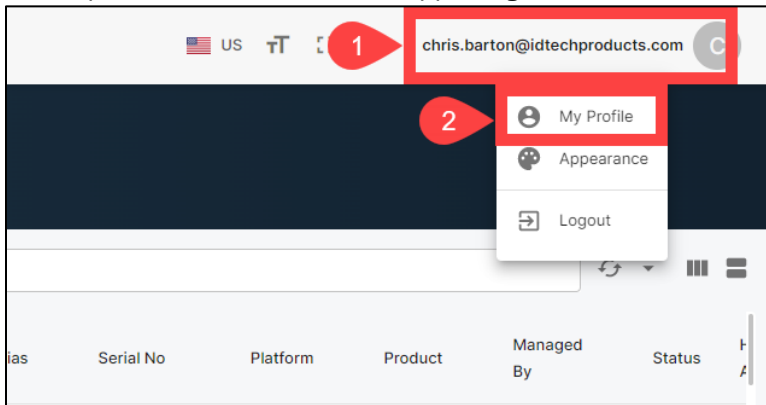 US TT 1 chris.barton@idtechproducts.com C
2 My Profile
Appearance
Logout
ias Serial No Platform Product Managed By Status